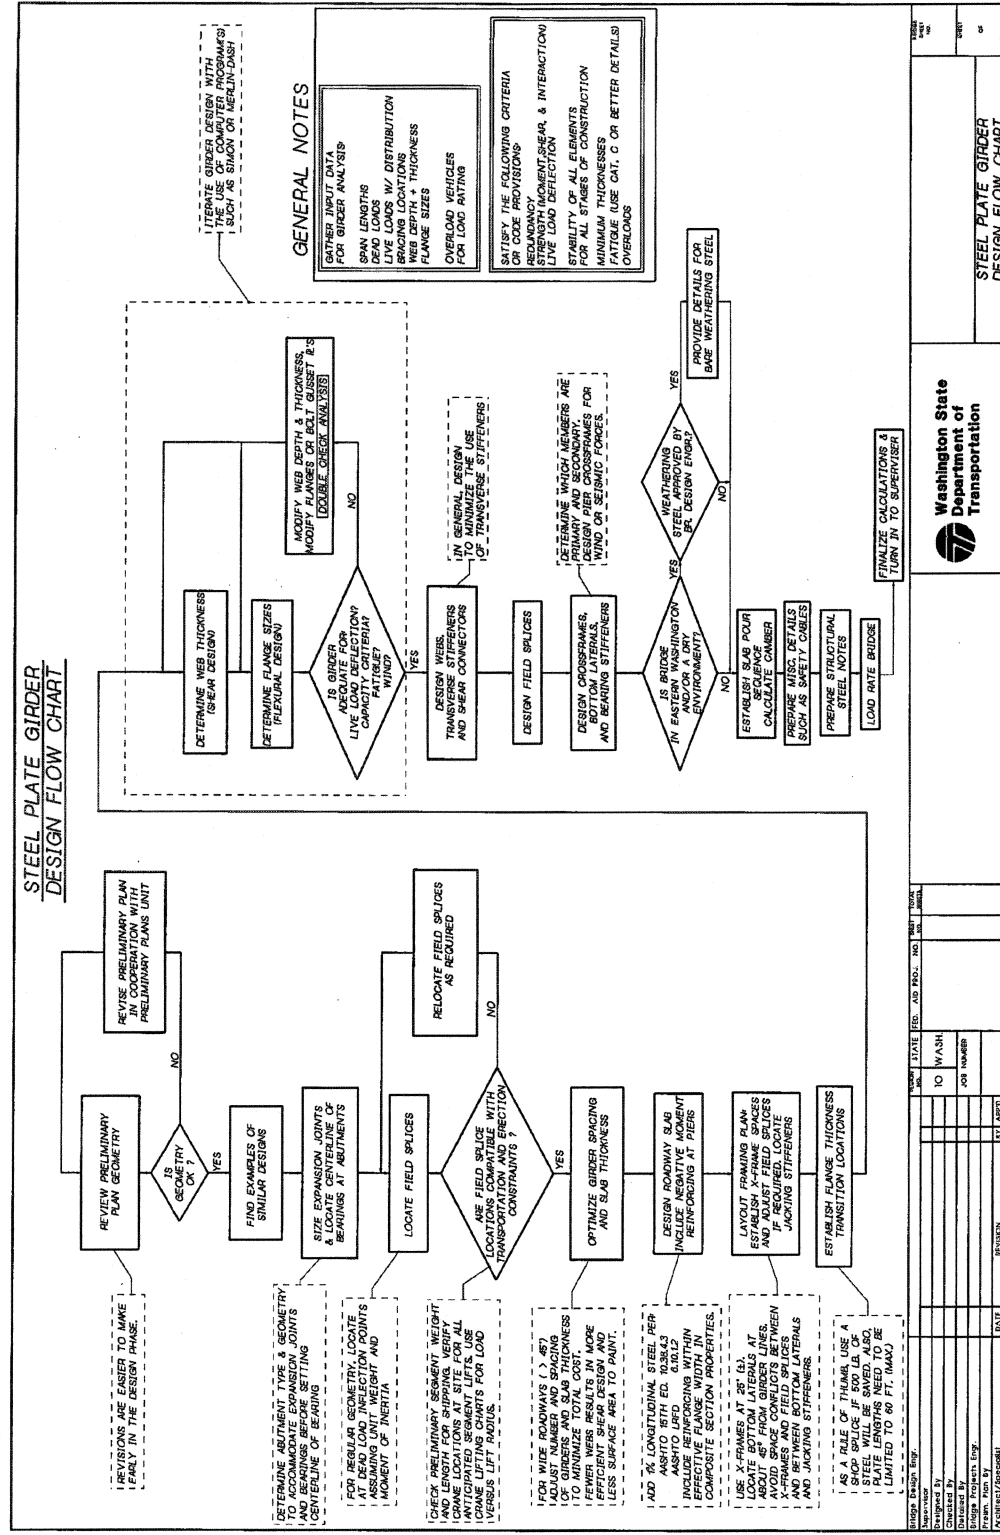 STEEL PLATE GIRDER
DESIGN FLOW CHART
REVISIONS ARE EASIER TO MAKE
EARLY IN THE DESIGN PHASE.
REVIEW PRELIMINARY
PLAN GEOMETRY
REVISE PRELIMINARY PLAN
IN COOPERATION WITH
PRELIMINARY PLANS UNIT
IS
GEOMETRY
OK ?
NO
YES
FIND EXAMPLES OF
SIMILAR DESIGNS
DETERMINE ABUTMENT TYPE & GEOMETRY
TO ACCOMMODATE EXPANSION JOINTS
AND BEARINGS BEFORE SETTING
CENTERLINE OF BEARING
SIZE EXPANSION JOINTS
& LOCATE CENTERLINE OF
BEARINGS AT ABUTMENTS
FOR REGULAR GEOMETRY, LOCATE
AT DEAD LOAD INFLECTION POINTS
ASSUMING UNIT WEIGHT AND
MOMENT OF INERTIA
LOCATE FIELD SPLICES
RELOCATE FIELD SPLICES
AS REQUIRED
CHECK PRELIMINARY SEGMENT WEIGHT
AND LENGTH FOR SHIPPING. VERIFY
CRANE LOCATIONS AT SITE FOR ALL
ANTICIPATED SEGMENT LIFTS. USE
CRANE LIFTING CHARTS FOR LOAD
VERSUS LIFT RADIUS.
ARE FIELD SPLICE
LOCATIONS COMPATIBLE WITH
TRANSPORTATION AND ERECTION
CONSTRAINTS ?
NO
YES
FOR WIDE ROADWAYS ( > 45')
ADJUST NUMBER AND SPACING
OF GIRDERS AND SLAB THICKNESS
TO MINIMIZE TOTAL COST.
FEWER WEBS RESULTS IN MORE
EFFICIENT SHEAR DESIGN AND
LESS SURFACE AREA TO PAINT.
OPTIMIZE GIRDER SPACING
AND SLAB THICKNESS
ADD 1% LONGITUDINAL STEEL PER:
AASHTO 15TH ED. 10.38.4.3
AASHTO LRFD 6.10.1.2
INCLUDE REINFORCING WITHIN
EFFECTIVE FLANGE WIDTH IN
COMPOSITE SECTION PROPERTIES.
DESIGN ROADWAY SLAB
INCLUDE NEGATIVE MOMENT
REINFORCING AT PIERS
USE X-FRAMES AT 25' (±).
LOCATE BOTTOM LATERALS AT
ABOUT 45° FROM GIRDER LINES.
AVOID SPACE CONFLICTS BETWEEN
X-FRAMES AND FIELD SPLICES
AND BETWEEN BOTTOM LATERALS
AND JACKING STIFFENERS.
LAYOUT FRAMING PLAN:
ESTABLISH X-FRAME SPACES
AND ADJUST FIELD SPLICES
IF REQUIRED. LOCATE
JACKING STIFFENERS
AS A RULE OF THUMB, USE A
SHOP SPLICE IF 500 LB. OF
STEEL WILL BE SAVED. ALSO,
PLATE LENGTHS NEED TO BE
LIMITED TO 60 FT. (MAX.)
ESTABLISH FLANGE THICKNESS
TRANSITION LOCATIONS
ITERATE GIRDER DESIGN WITH
THE USE OF COMPUTER PROGRAM(S)
SUCH AS SIMON OR MERLIN-DASH
DETERMINE WEB THICKNESS
(SHEAR DESIGN)
DETERMINE FLANGE SIZES
(FLEXURAL DESIGN)
MODIFY WEB DEPTH & THICKNESS,
MODIFY FLANGES OR BOLT GUSSET PL'S
DOUBLE CHECK ANALYSIS
IS GIRDER
ADEQUATE FOR
LIVE LOAD DEFLECTION?
CAPACITY CRITERIA?
FATIGUE?
WIND?
NO
YES
IN GENERAL DESIGN
TO MINIMIZE THE USE
OF TRANSVERSE STIFFENERS
DESIGN WEBS,
TRANSVERSE STIFFENERS
AND SHEAR CONNECTORS
DESIGN FIELD SPLICES
DETERMINE WHICH MEMBERS ARE
PRIMARY AND SECONDARY.
DESIGN PIER CROSSFRAMES FOR
WIND OR SEISMIC FORCES.
DESIGN CROSSFRAMES,
BOTTOM LATERALS,
AND BEARING STIFFENERS
IS BRIDGE
IN EASTERN WASHINGTON
AND/OR A DRY
ENVIRONMENT?
YES
NO
WEATHERING
STEEL APPROVED BY
BR. DESIGN ENGR.?
YES
NO
PROVIDE DETAILS FOR
BARE WEATHERING STEEL
ESTABLISH SLAB POUR
SEQUENCE
CALCULATE CAMBER
PREPARE MISC. DETAILS
SUCH AS SAFETY CABLES
PREPARE STRUCTURAL
STEEL NOTES
LOAD RATE BRIDGE
FINALIZE CALCULATIONS &
TURN IN TO SUPERVISER
GENERAL NOTES
GATHER INPUT DATA
FOR GIRDER ANALYSIS:
SPAN LENGTHS
DEAD LOADS
LIVE LOADS W/ DISTRIBUTION
BRACING LOCATIONS
WEB DEPTH + THICKNESS
FLANGE SIZES
OVERLOAD VEHICLES
FOR LOAD RATING
SATISFY THE FOLLOWING CRITERIA
OR CODE PROVISIONS:
REDUNDANCY
STRENGTH (MOMENT,SHEAR, & INTERACTION)
LIVE LOAD DEFLECTION
STABILITY OF ALL ELEMENTS
FOR ALL STAGES OF CONSTRUCTION
MINIMUM THICKNESSES
FATIGUE (USE CAT. C OR BETTER DETAILS)
OVERLOADS
Bridge Design Engr.
Supervisor
Designed By
Checked By
Detailed By
Bridge Projects Engr.
Prelim. Plan By
Architect/Specialist
DATE
REVISION
BY
APP'D
REGION NO.
STATE
FED. AID PROJ. NO.
SHEET NO.
TOTAL SHEETS
10
WASH.
JOB NUMBER
Washington State
Department of
Transportation
STEEL PLATE GIRDER
DESIGN FLOW CHART
BRIDGE
SHEET
NO.
SHEET
OF